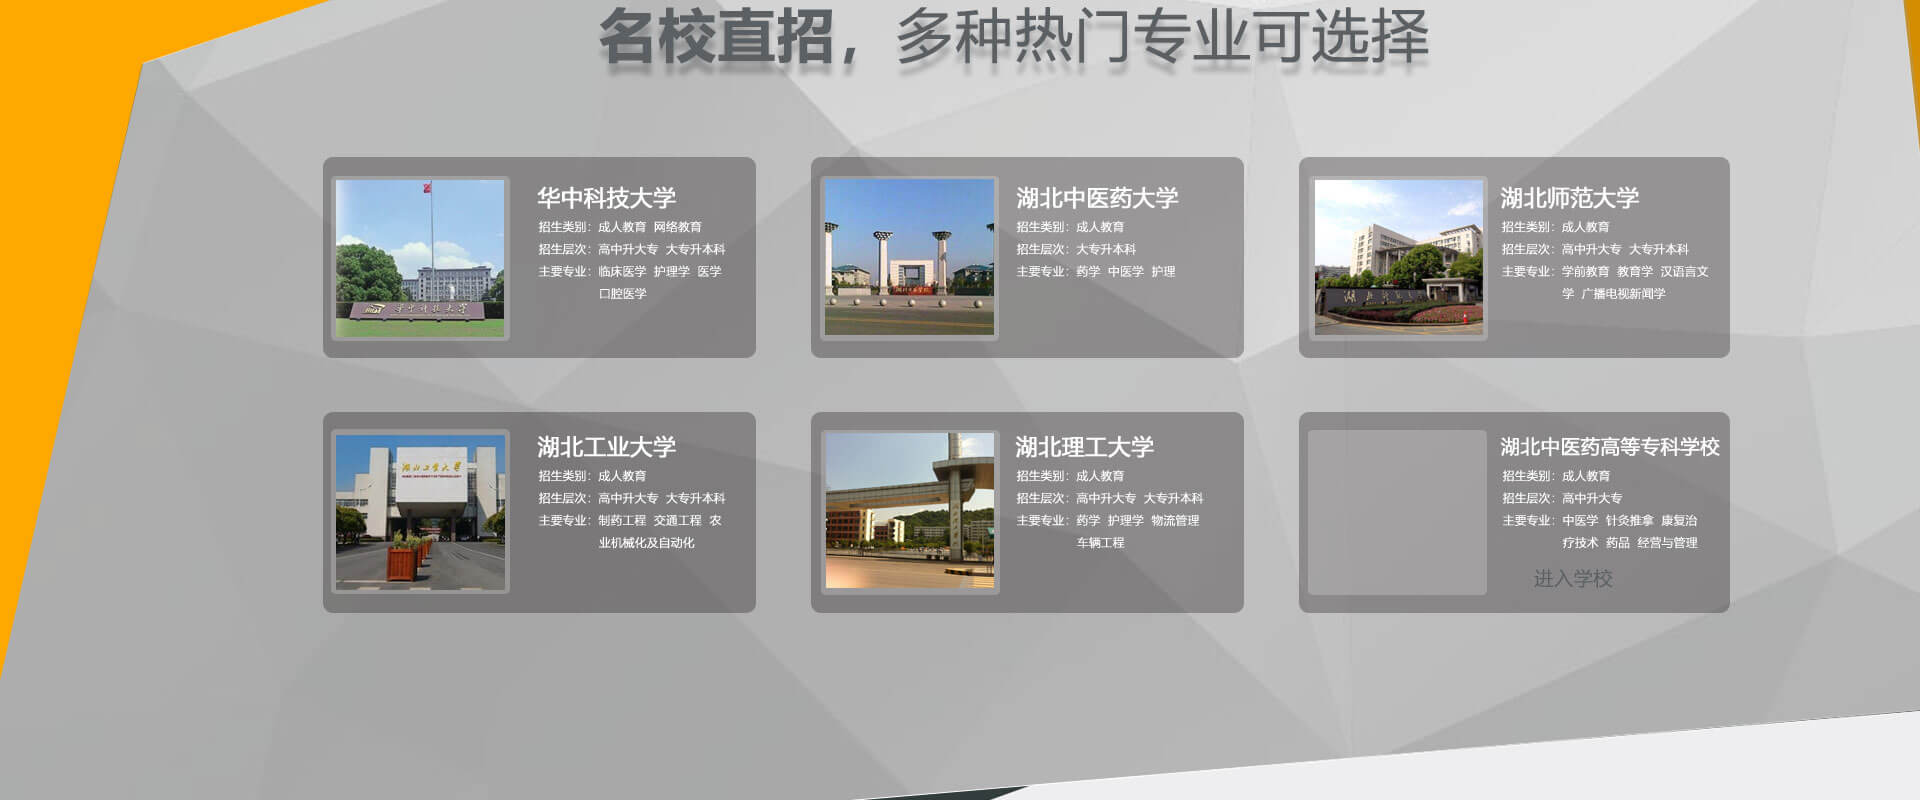 名校直招，多种热门专业可选择
华中科技大学
招生类别：成人教育 网络教育
招生层次：高中升大专 大专升本科
主要专业：临床医学 护理学 医学
口腔医学
湖北中医药大学
招生类别：成人教育
招生层次：大专升本科
主要专业：药学 中医学 护理
湖北师范大学
招生类别：成人教育
招生层次：高中升大专 大专升本科
主要专业：学前教育 教育学 汉语言文
学 广播电视新闻学
湖北工业大学
湖北工业大学
招生类别：成人教育
招生层次：高中升大专 大专升本科
主要专业：制药工程 交通工程 农
业机械化及自动化
湖北理工大学
招生类别：成人教育
招生层次：高中升大专 大专升本科
主要专业：药学 护理学 物流管理
车辆工程
湖北中医药高等专科学校
招生类别：成人教育
招生层次：高中升大专
主要专业：中医学 针灸推拿 康复治
疗技术 药品 经营与管理
进入学校